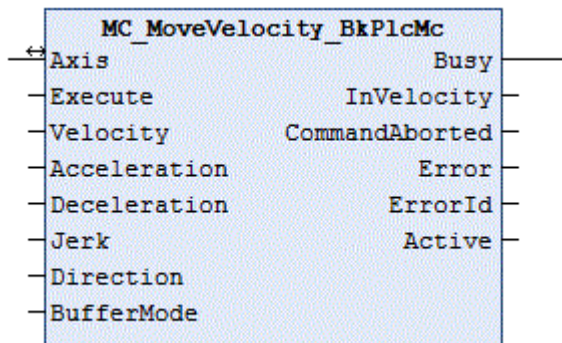 MC_MoveVelocity_BkPlcMc
Axis Busy
Execute InVelocity
Velocity CommandAborted
Acceleration Error
Deceleration ErrorId
Jerk Active
Direction
BufferMode